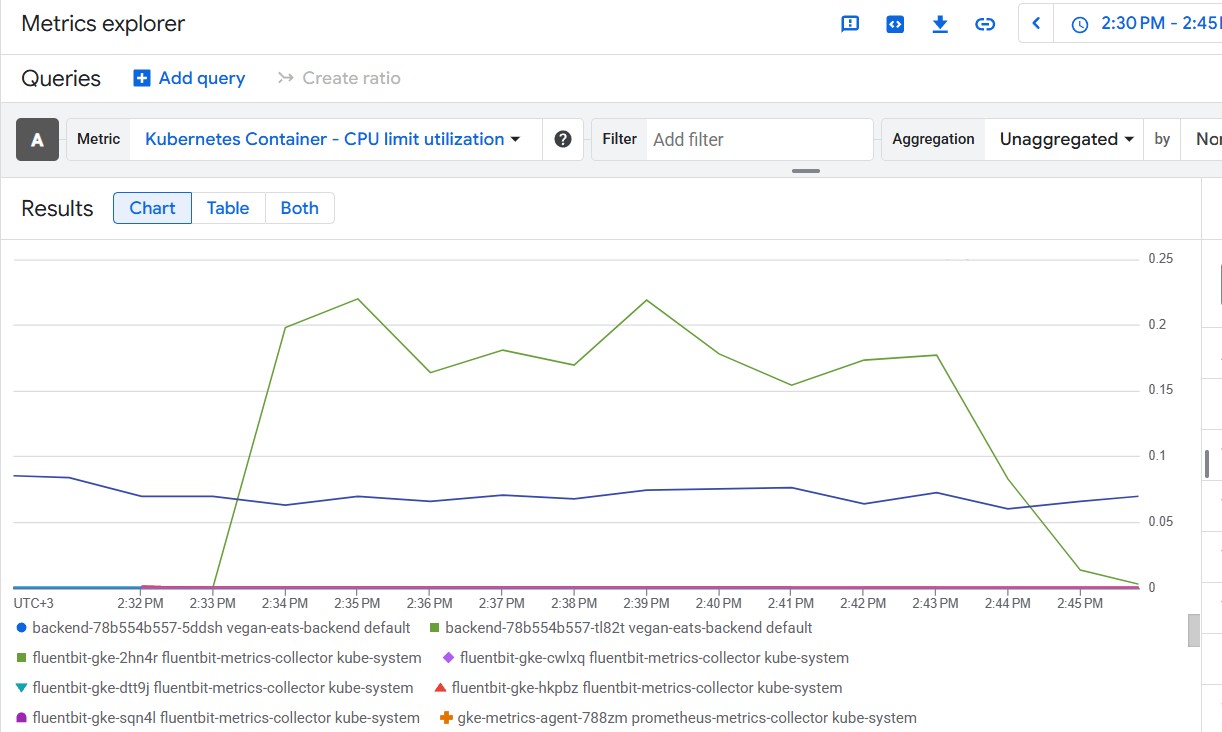 Metrics explorer 2:30 PM - 2:45
Queries Add query Create ratio
A Metric Kubernetes Container - CPU limit utilization Filter Add filter Aggregation Unaggregated by
Results Chart Table Both
0.25
0.2
0.15
0.1
0.05
0
UTC+3 2:32 PM 2:33 PM 2:34 PM 2:35 PM 2:36 PM 2:37 PM 2:38 PM 2:39 PM 2:40 PM 2:41 PM 2:42 PM 2:43 PM 2:44 PM 2:45 PM
backend-78b554b557-5ddsh vegan-eats-backend default backend-78b554b557-tl82t vegan-eats-backend default
fluentbit-gke-2hn4r fluentbit-metrics-collector kube-system fluentbit-gke-cwlxq fluentbit-metrics-collector kube-system
fluentbit-gke-dtt9j fluentbit-metrics-collector kube-system fluentbit-gke-hkpbz fluentbit-metrics-collector kube-system
fluentbit-gke-sqn4l fluentbit-metrics-collector kube-system gke-metrics-agent-788zm prometheus-metrics-collector kube-system